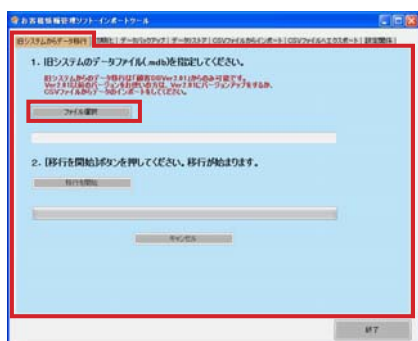 お客様情報管理ソフト-インポートツール
旧システムからデータ移行 | 初期化 | データバックアップ | データリストア | CSVファイルからインポート | CSVファイルへエクスポート | 設定関係 |
1. 旧システムのデータファイル(.mdb)を指定してください。
旧システムからのデータ移行は「顧客DBVer2.81」からのみ可能です。
Ver2.81以前のバージョンをお使いの方は、Ver2.81にバージョンアップをするか、
CSVファイルからデータのインポートをしてください。
ファイル選択
2. [移行を開始]ボタンを押してください。移行が始まります。
移行を開始
キャンセル
終了